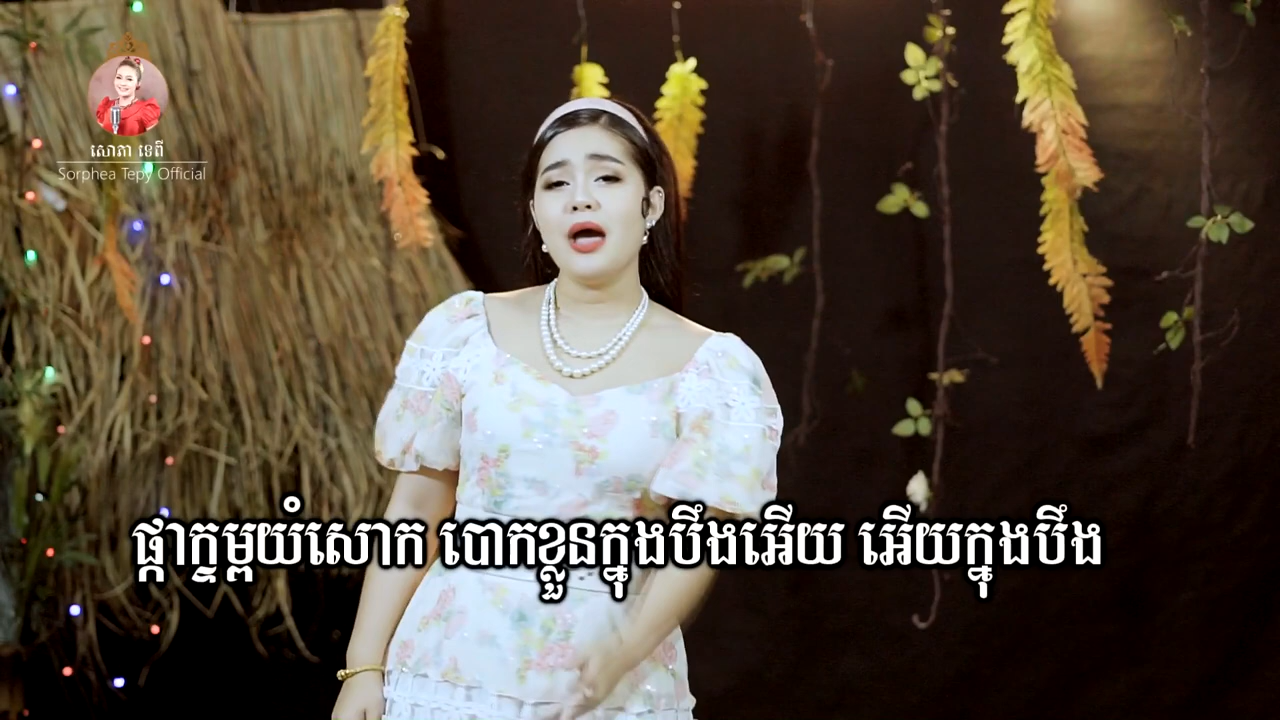 សោភា ទេពី
Sorphea Tepy Official
ផ្កាក្ទម្ពយំសោក បោកខ្លួនក្នុងបឹងអើយ អើយក្នុងបឹង